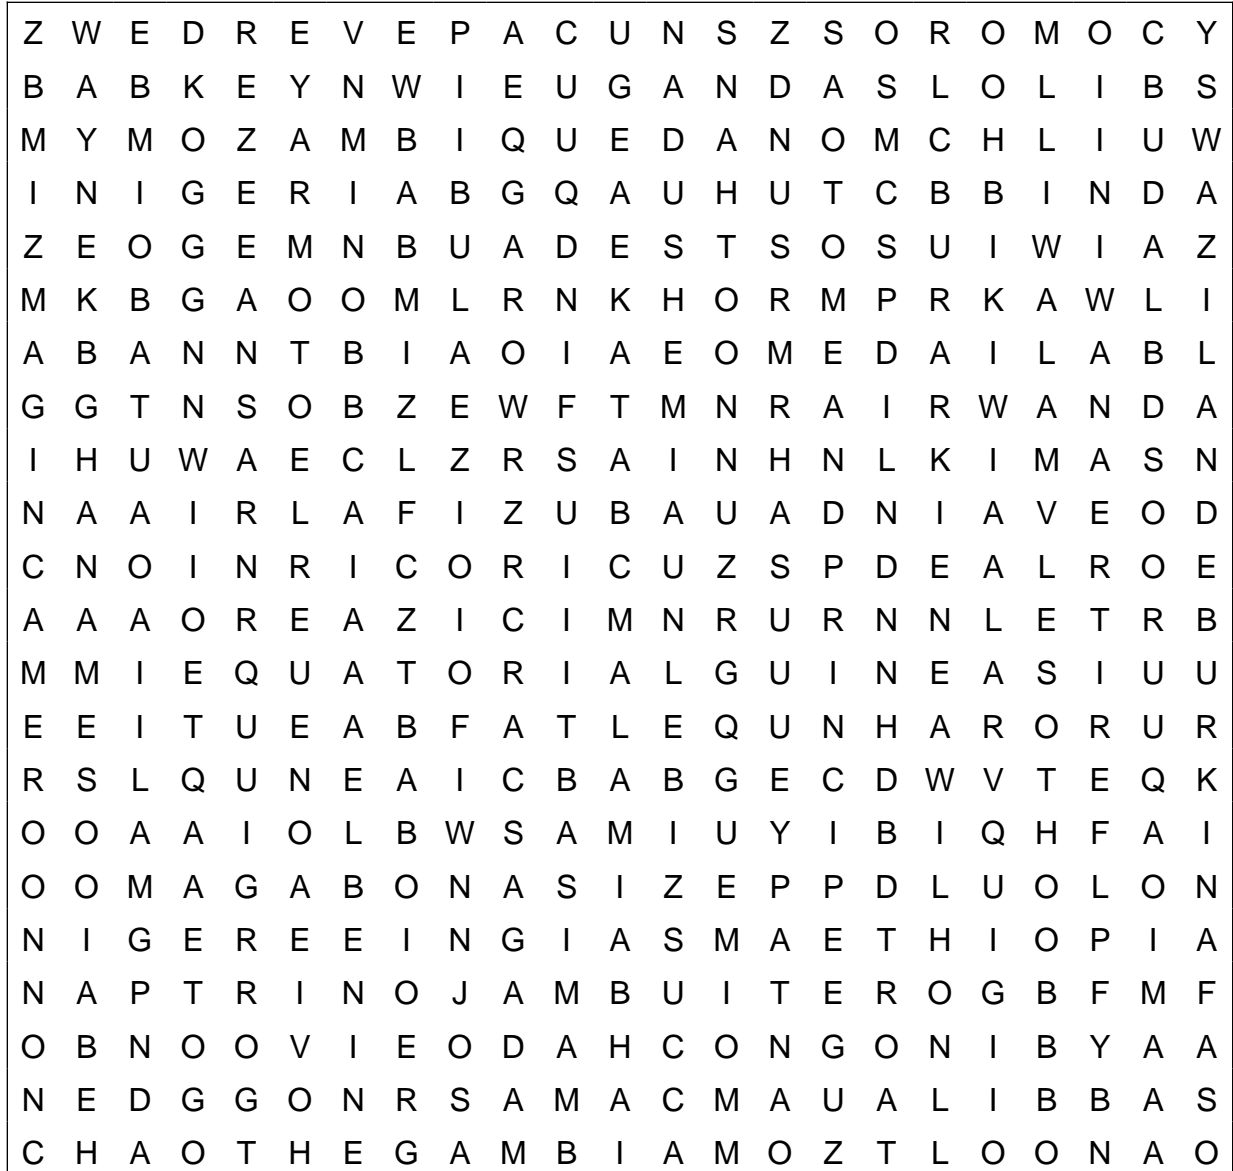 Z W E D R E V E P A C U N S Z S O R O M O C Y
B A B K E Y N W I E U G A N D A S L O L I B S
M Y M O Z A M B I Q U E D A N O M C H L I U W
I N I G E R I A B G Q A U H U T C B B I N D A
Z E O G E M N B U A D E S T S O S U I W I A Z
M K B G A O O M L R N K H O R M P R K A W L I
A B A N N T B I A O I A E O M E D A I L A B L
G G T N S O B Z E W F T M N R A I R W A N D A
I H U W A E C L Z R S A I N H N L K I M A S N
N A A I R L A F I Z U B A U A D N I A V E O D
C N O I N R I C O R I C U Z S P D E A L R O E
A A A O R E A Z I C I M N R U R N N L E T R B
M M I E Q U A T O R I A L G U I N E A S I U U
E E I T U E A B F A T L E Q U N H A R O R U R
R S L Q U N E A I C B A B G E C D W V T E Q K
O O A A I O L B W S A M I U Y I B I Q H F A I
O O M A G A B O N A S I Z E P P D L U O L O N
N I G E R E E I N G I A S M A E T H I O P I A
N A P T R I N O J A M B U I T E R O G B F M F
O B N O O V I E O D A H C O N G O N I B Y A A
N E D G G O N R S A M A C M A U A L I B B A S
C H A O T H E G A M B I A M O Z T L O O N A O